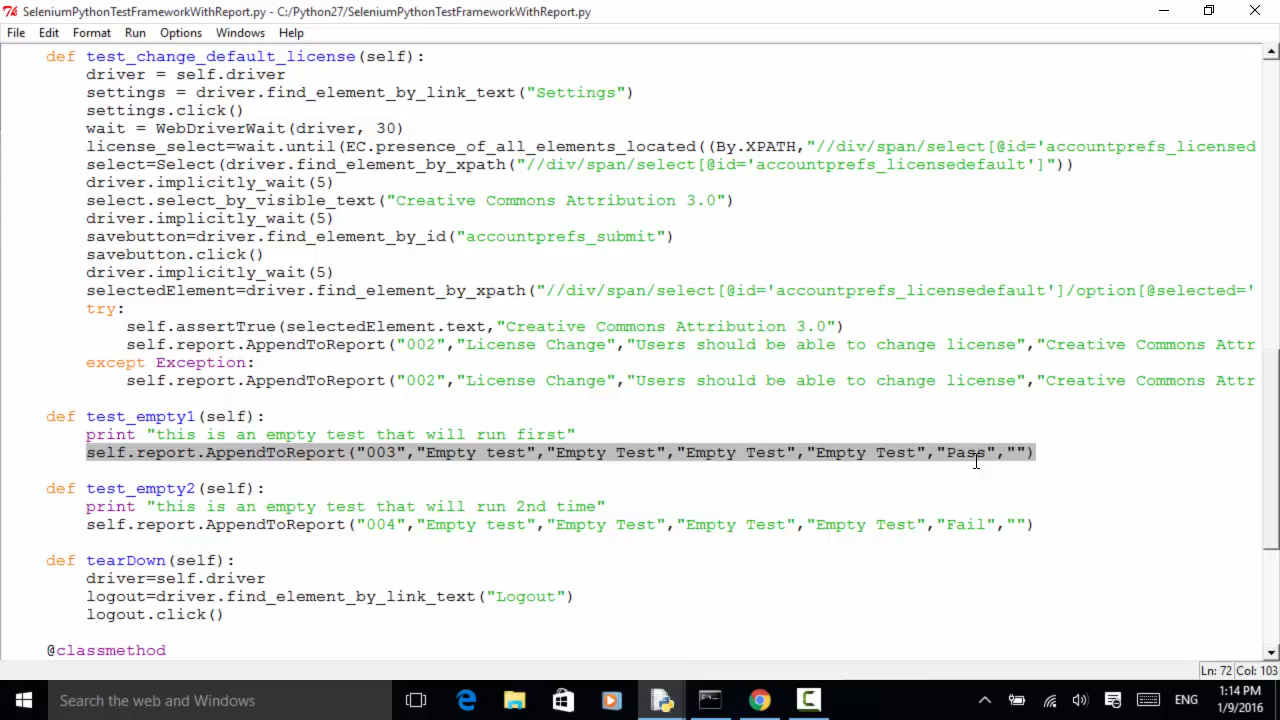 SeleniumPythonTestFrameworkWithReport.py - C:/Python27/SeleniumPythonTestFrameworkWithReport.py
File Edit Format Run Options Windows Help
def test_change_default_license(self):
driver = self.driver
settings = driver.find_element_by_link_text("Settings")
settings.click()
wait = WebDriverWait(driver, 30)
license_select=wait.until(EC.presence_of_all_elements_located((By.XPATH,"//div/span/select[@id='accountprefs_licensed
select=Select(driver.find_element_by_xpath("//div/span/select[@id='accountprefs_licensedefault']"))
driver.implicitly_wait(5)
select.select_by_visible_text("Creative Commons Attribution 3.0")
driver.implicitly_wait(5)
savebutton=driver.find_element_by_id("accountprefs_submit")
savebutton.click()
driver.implicitly_wait(5)
selectedElement=driver.find_element_by_xpath("//div/span/select[@id='accountprefs_licensedefault']/option[@selected='
try:
self.assertTrue(selectedElement.text,"Creative Commons Attribution 3.0")
self.report.AppendToReport("002","License Change","Users should be able to change license","Creative Commons Attr
except Exception:
self.report.AppendToReport("002","License Change","Users should be able to change license","Creative Commons Attr
def test_empty1(self):
print "this is an empty test that will run first"
self.report.AppendToReport("003","Empty test","Empty Test","Empty Test","Empty Test","Pass","")
def test_empty2(self):
print "this is an empty test that will run 2nd time"
self.report.AppendToReport("004","Empty test","Empty Test","Empty Test","Empty Test","Fail","")
def tearDown(self):
driver=self.driver
logout=driver.find_element_by_link_text("Logout")
logout.click()
@classmethod
Ln: 72 Col: 103
Search the web and Windows
ENG
1:14 PM
1/9/2016